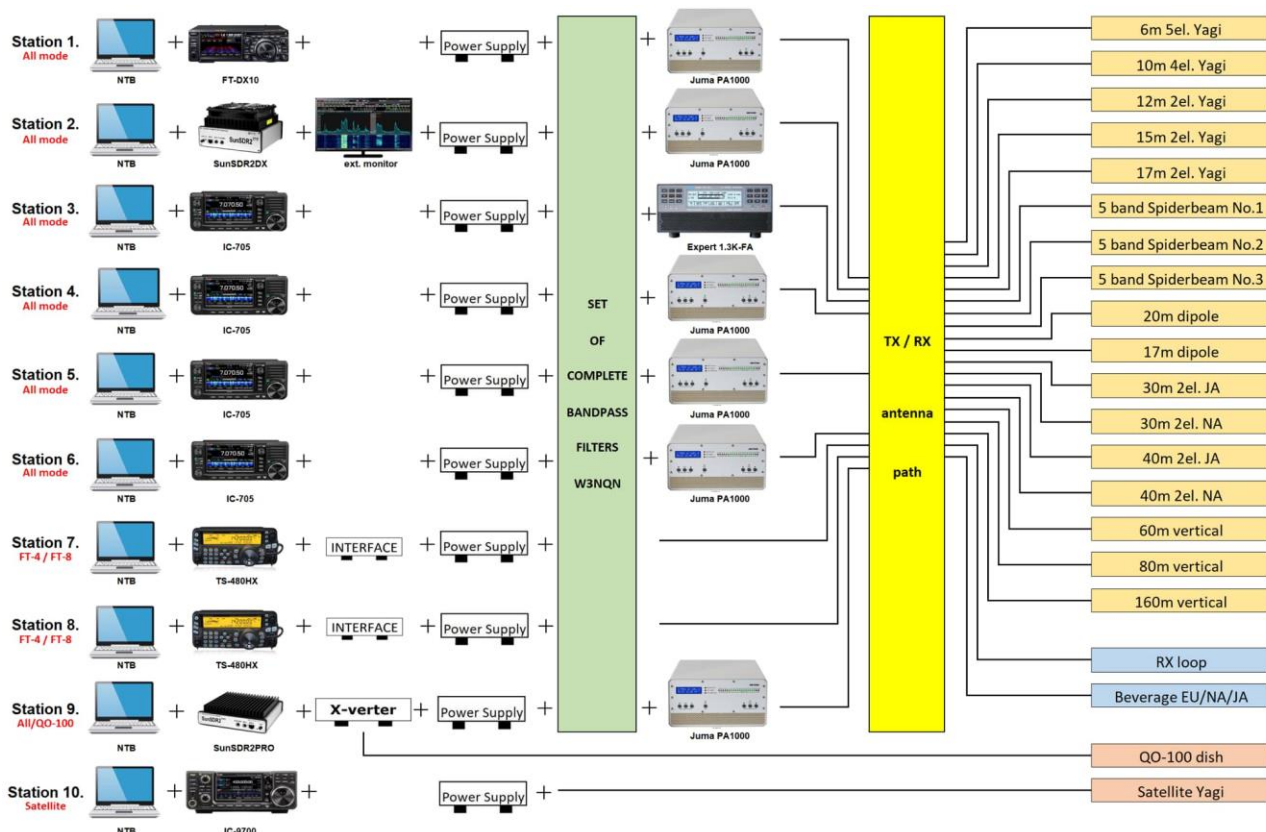 Station 1.
All mode
NTB
FT-DX10
Power Supply
Juma PA1000
Station 2.
All mode
NTB
SunSDR2DX
ext. monitor
Power Supply
Juma PA1000
Station 3.
All mode
NTB
IC-705
Power Supply
Expert 1.3K-FA
Station 4.
All mode
NTB
IC-705
Power Supply
Juma PA1000
Station 5.
All mode
NTB
IC-705
Power Supply
Juma PA1000
Station 6.
All mode
NTB
IC-705
Power Supply
Juma PA1000
Station 7.
FT-4 / FT-8
NTB
TS-480HX
INTERFACE
Power Supply
Station 8.
FT-4 / FT-8
NTB
TS-480HX
INTERFACE
Power Supply
Station 9.
All/QO-100
NTB
SunSDR2PRO
X-verter
Power Supply
Juma PA1000
Station 10.
Satellite
NTB
IC-9700
Power Supply
SET
OF
COMPLETE
BANDPASS
FILTERS
W3NQN
TX / RX
antenna
path
6m 5el. Yagi
10m 4el. Yagi
12m 2el. Yagi
15m 2el. Yagi
17m 2el. Yagi
5 band Spiderbeam No.1
5 band Spiderbeam No.2
5 band Spiderbeam No.3
20m dipole
17m dipole
30m 2el. JA
30m 2el. NA
40m 2el. JA
40m 2el. NA
60m vertical
80m vertical
160m vertical
RX loop
Beverage EU/NA/JA
QO-100 dish
Satellite Yagi